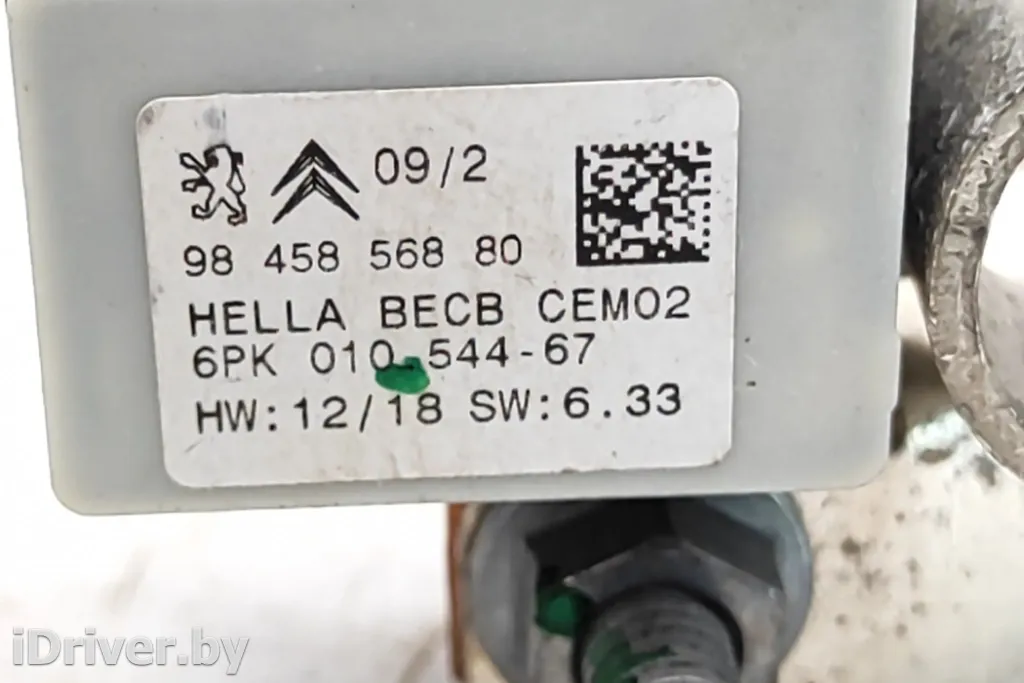 09/2
98 458 568 80
HELLA BECB CEM02
6PK 010 544-67
HW:12/18 SW:6.33
iDriver.by